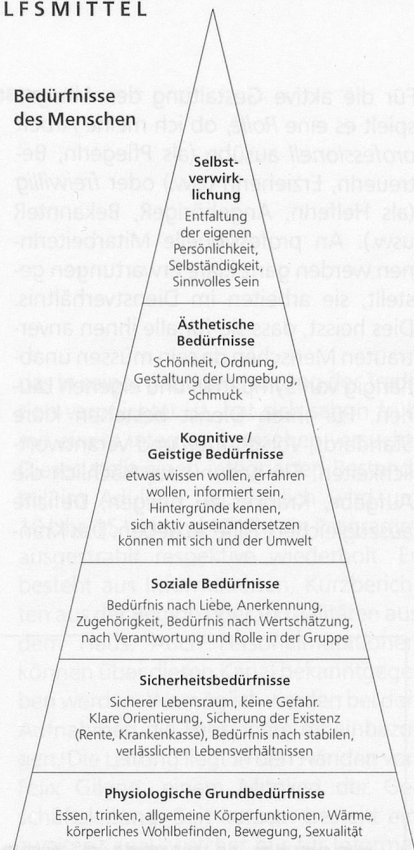 LFSMITTEL
Bedürfnisse
des Menschen
Selbst-
verwirk-
lichung
Entfaltung
der eigenen
Persönlichkeit,
Selbständigkeit,
Sinnvolles Sein
Ästhetische
Bedürfnisse
Schönheit, Ordnung,
Gestaltung der Umgebung,
Schmuck
Kognitive /
Geistige Bedürfnisse
etwas wissen wollen, erfahren
wollen, informiert sein,
Hintergründe kennen,
sich aktiv auseinandersetzen
können mit sich und der Umwelt
Soziale Bedürfnisse
Bedürfnis nach Liebe, Anerkennung,
Zugehörigkeit, Bedürfnis nach Wertschätzung,
nach Verantwortung und Rolle in der Gruppe
Sicherheitsbedürfnisse
Sicherer Lebensraum, keine Gefahr.
Klare Orientierung, Sicherung der Existenz
(Rente, Krankenkasse), Bedürfnis nach stabilen,
verlässlichen Lebensverhältnissen
Physiologische Grundbedürfnisse
Essen, trinken, allgemeine Körperfunktionen, Wärme,
körperliches Wohlbefinden, Bewegung, Sexualität